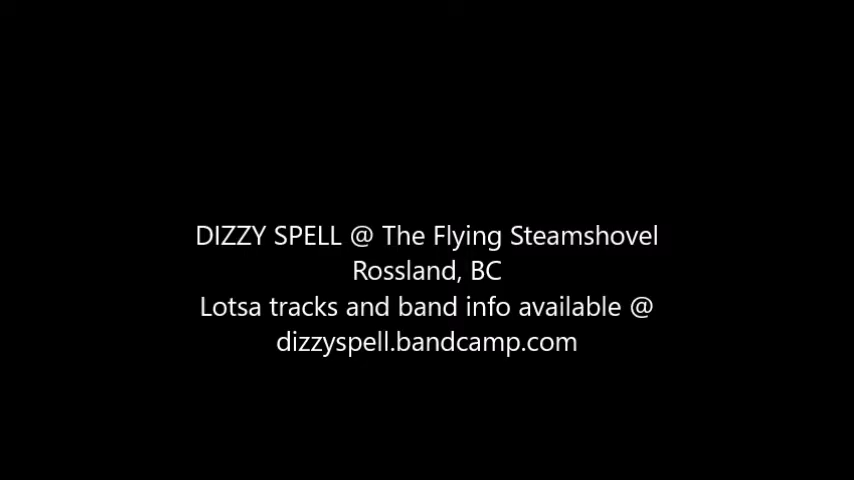 DIZZY SPELL @ The Flying Steamshovel
Rossland, BC
Lotsa tracks and band info available @
dizzyspell.bandcamp.com